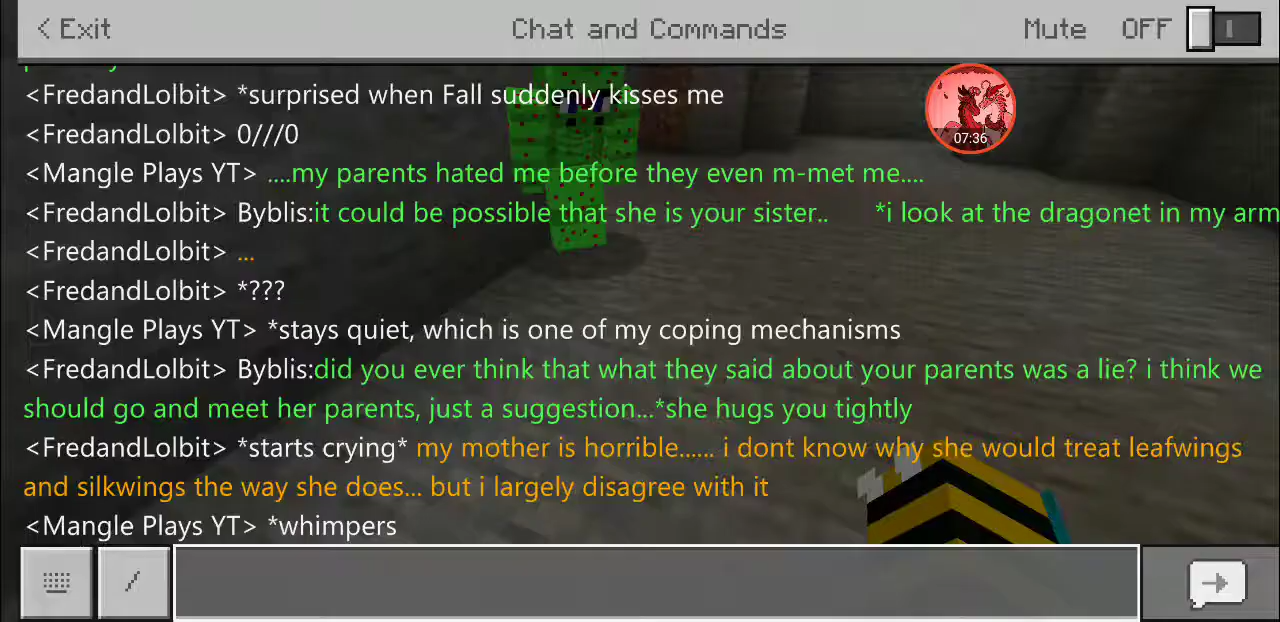 < Exit
Chat and Commands
Mute OFF
<FredandLolbit> *surprised when Fall suddenly kisses me
07:36
<FredandLolbit> 0///0
<Mangle Plays YT> ....my parents hated me before they even m-met me....
<FredandLolbit> Byblis:it could be possible that she is your sister.. *i look at the dragonet in my arm
<FredandLolbit> ...
<FredandLolbit> *???
<Mangle Plays YT> *stays quiet, which is one of my coping mechanisms
<FredandLolbit> Byblis:did you ever think that what they said about your parents was a lie? i think we
should go and meet her parents, just a suggestion...*she hugs you tightly
<FredandLolbit> *starts crying* my mother is horrible...... i dont know why she would treat leafwings
and silkwings the way she does... but i largely disagree with it
<Mangle Plays YT> *whimpers
/